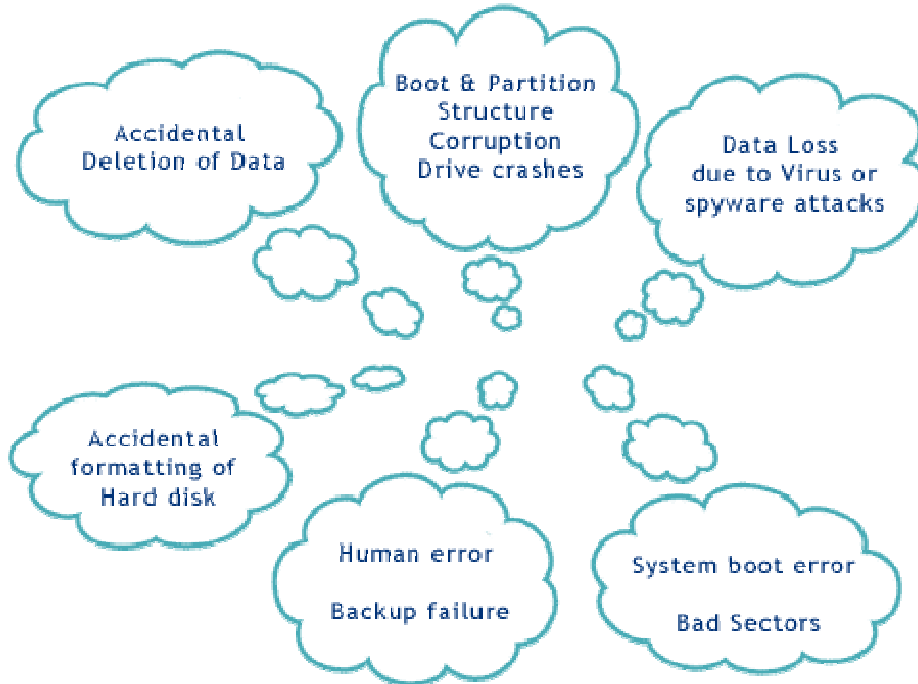 Accidental
Deletion of Data
Boot & Partition
Structure
Corruption
Drive crashes
Data Loss
due to Virus or
spyware attacks
Accidental
formatting of
Hard disk
Human error
Backup failure
System boot error
Bad Sectors